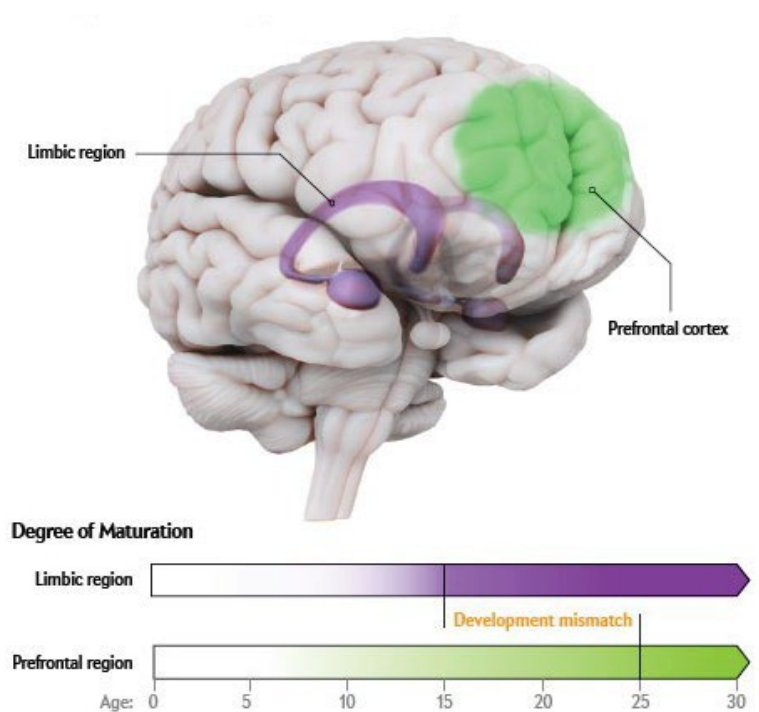 Limbic region
Prefrontal cortex
Degree of Maturation
Limbic region
Development mismatch
Prefrontal region
Age: 0 5 10 15 20 25 30